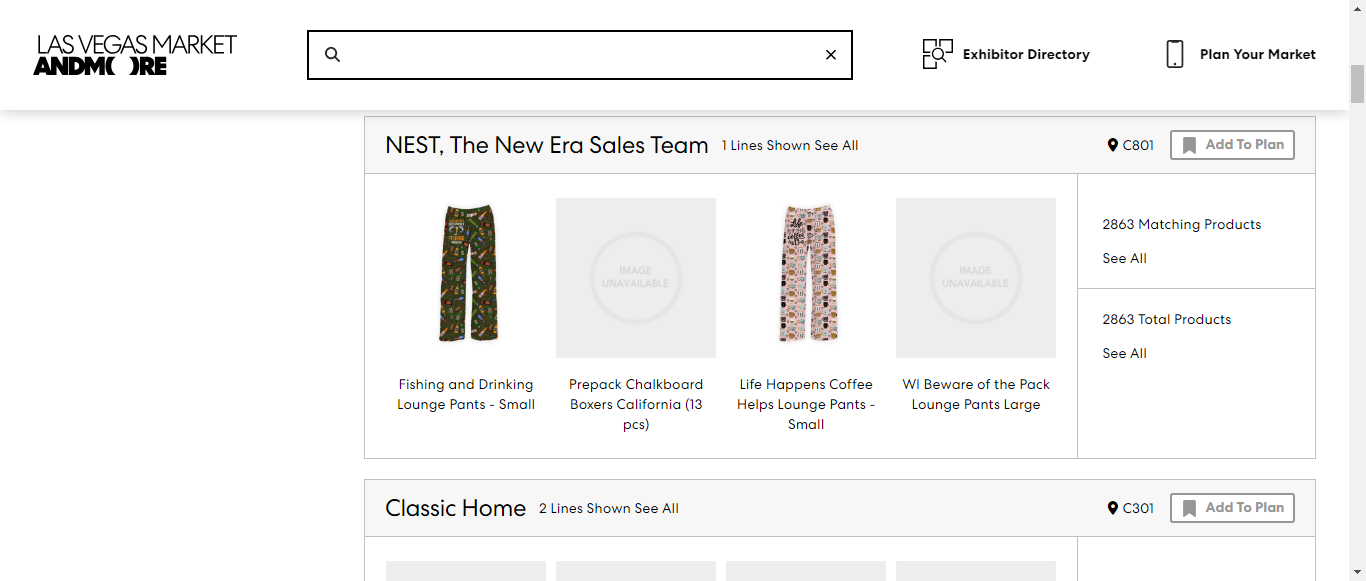 LAS VEGAS MARKET
ANDMORE
Exhibitor Directory
Plan Your Market
NEST, The New Era Sales Team
1 Lines Shown See All
C801
Add To Plan
IMAGE
UNAVAILABLE
IMAGE
UNAVAILABLE
Fishing and Drinking
Lounge Pants - Small
Prepack Chalkboard
Boxers California (13
pcs)
Life Happens Coffee
Helps Lounge Pants -
Small
WI Beware of the Pack
Lounge Pants Large
2863 Matching Products
See All
2863 Total Products
See All
Classic Home
2 Lines Shown See All
C301
Add To Plan